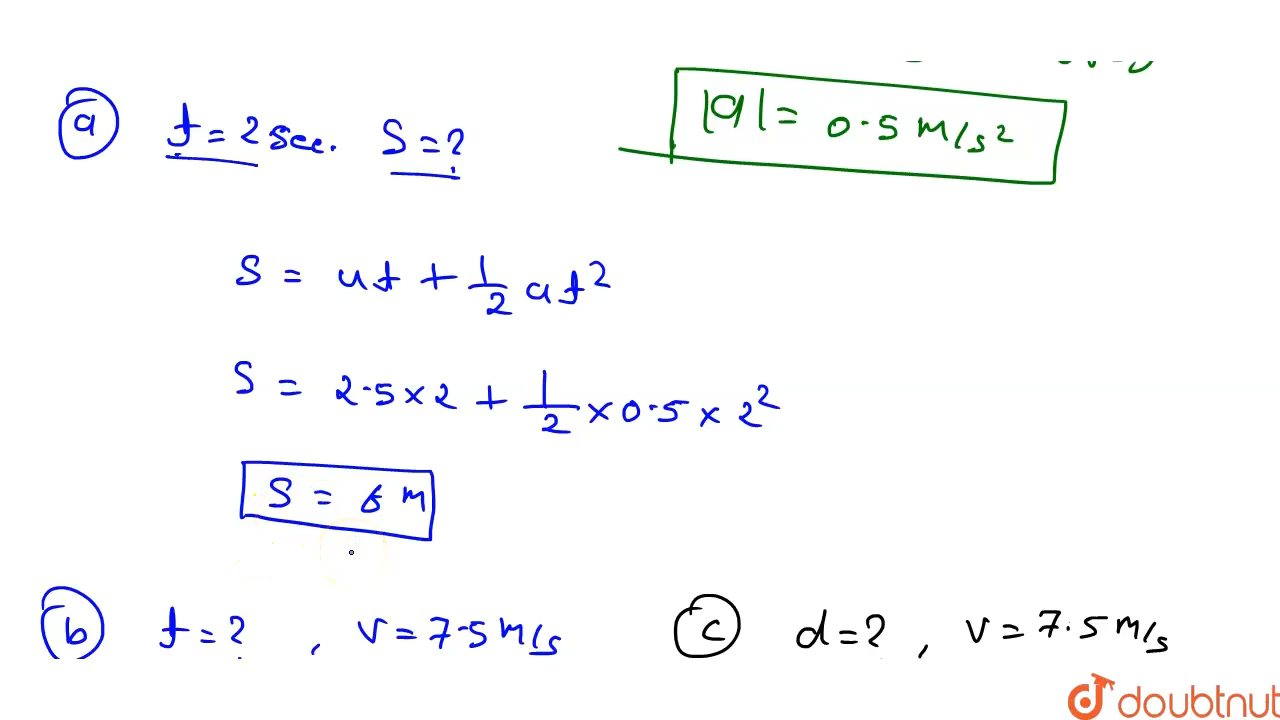 |a| = 0.5 m/s²
(a) t = 2 sec. S = ?
S = ut + 1/2 at²
S = 2.5 × 2 + 1/2 × 0.5 × 2²
S = 6 m
(b) t = ? , v = 7.5 m/s
(c) d = ? , v = 7.5 m/s
doubtnut